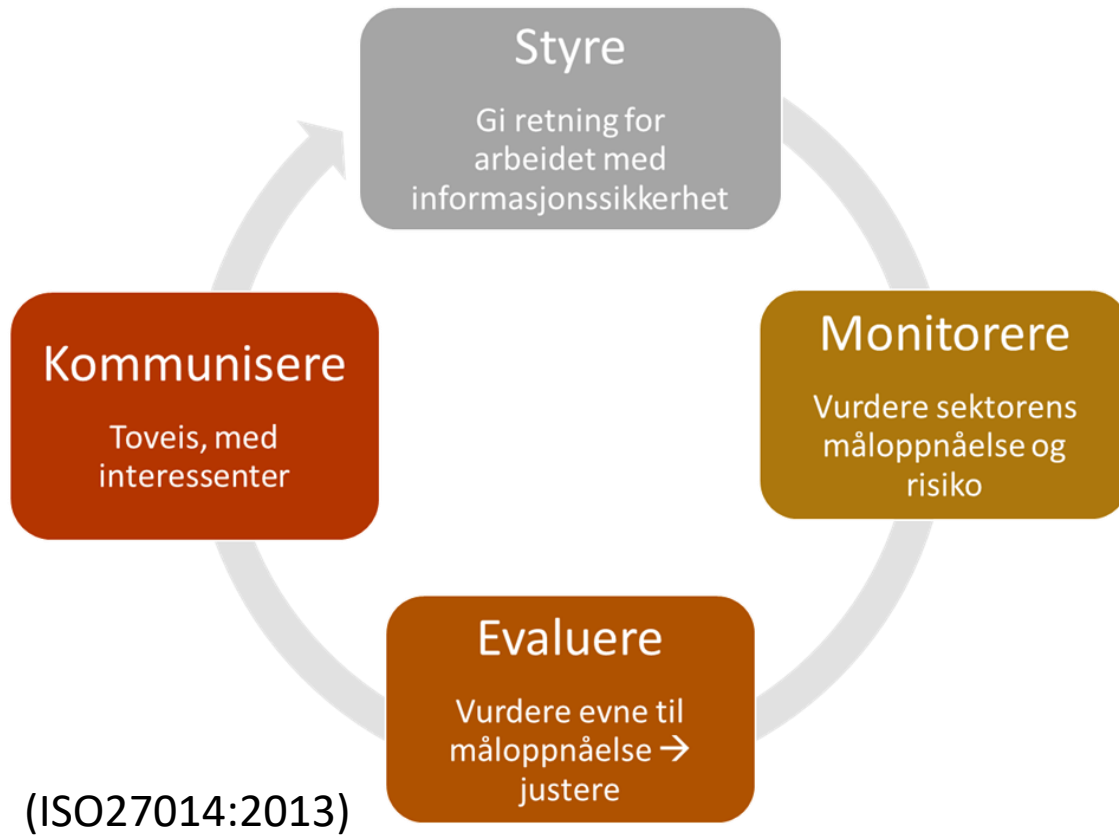 Styre
Gi retning for
arbeidet med
informasjonssikkerhet
Monitorere
Vurdere sektorens
måloppnåelse og
risiko
Evaluere
Vurdere evne til
måloppnåelse →
justere
Kommunisere
Toveis, med
interessenter
(ISO27014:2013)